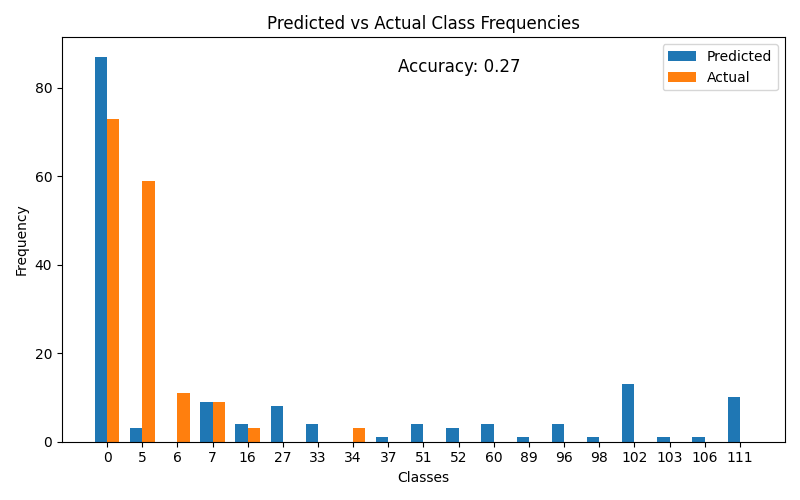 Predicted vs Actual Class Frequencies
Accuracy: 0.27
Predicted
Actual
Frequency
80
60
40
20
0
0 5 6 7 16 27 33 34 37 51 52 60 89 96 98 102 103 106 111
Classes